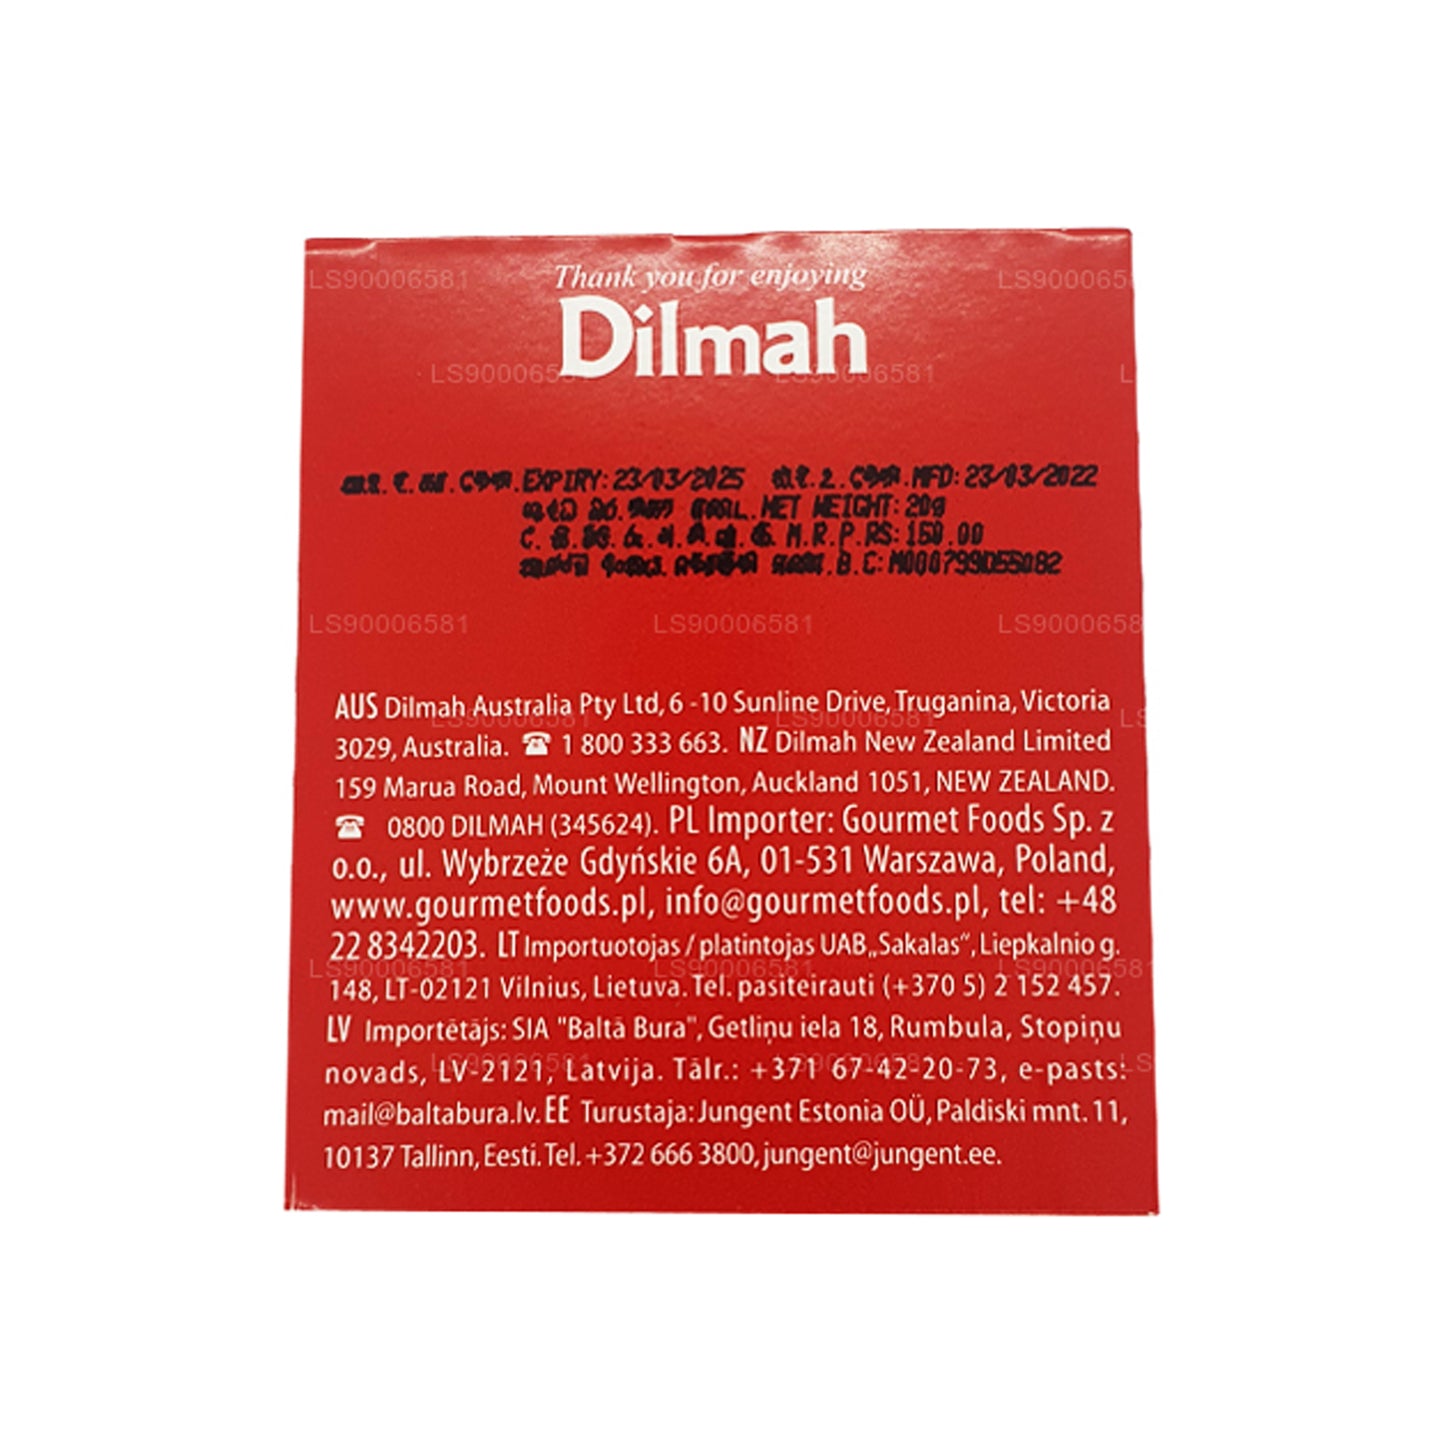 Thank you for enjoying
Dilmah
EXPIRY: 23/03/2025 MFD: 23/03/2022
NET WEIGHT: 20g
M.R.P.RS: 150.00
B.C: M000799D55082
AUS Dilmah Australia Pty Ltd, 6 -10 Sunline Drive, Truganina, Victoria
3029, Australia. ☎ 1 800 333 663. NZ Dilmah New Zealand Limited
159 Marua Road, Mount Wellington, Auckland 1051, NEW ZEALAND.
☎ 0800 DILMAH (345624). PL Importer: Gourmet Foods Sp. z
o.o., ul. Wybrzeże Gdyńskie 6A, 01-531 Warszawa, Poland,
www.gourmetfoods.pl, info@gourmetfoods.pl, tel: +48
22 8342203. LT Importuotojas / platintojas UAB„Sakalas“, Liepkalnio g.
148, LT-02121 Vilnius, Lietuva. Tel. pasiteirauti (+370 5) 2 152 457.
LV Importētājs: SIA "Baltā Bura", Getliņu iela 18, Rumbula, Stopiņu
novads, LV-2121, Latvija. Tālr.: +371 67-42-20-73, e-pasts:
mail@baltabura.lv. EE Turustaja: Jungent Estonia OÜ, Paldiski mnt. 11,
10137 Tallinn, Eesti. Tel. +372 666 3800, jungent@jungent.ee.
LS90006581